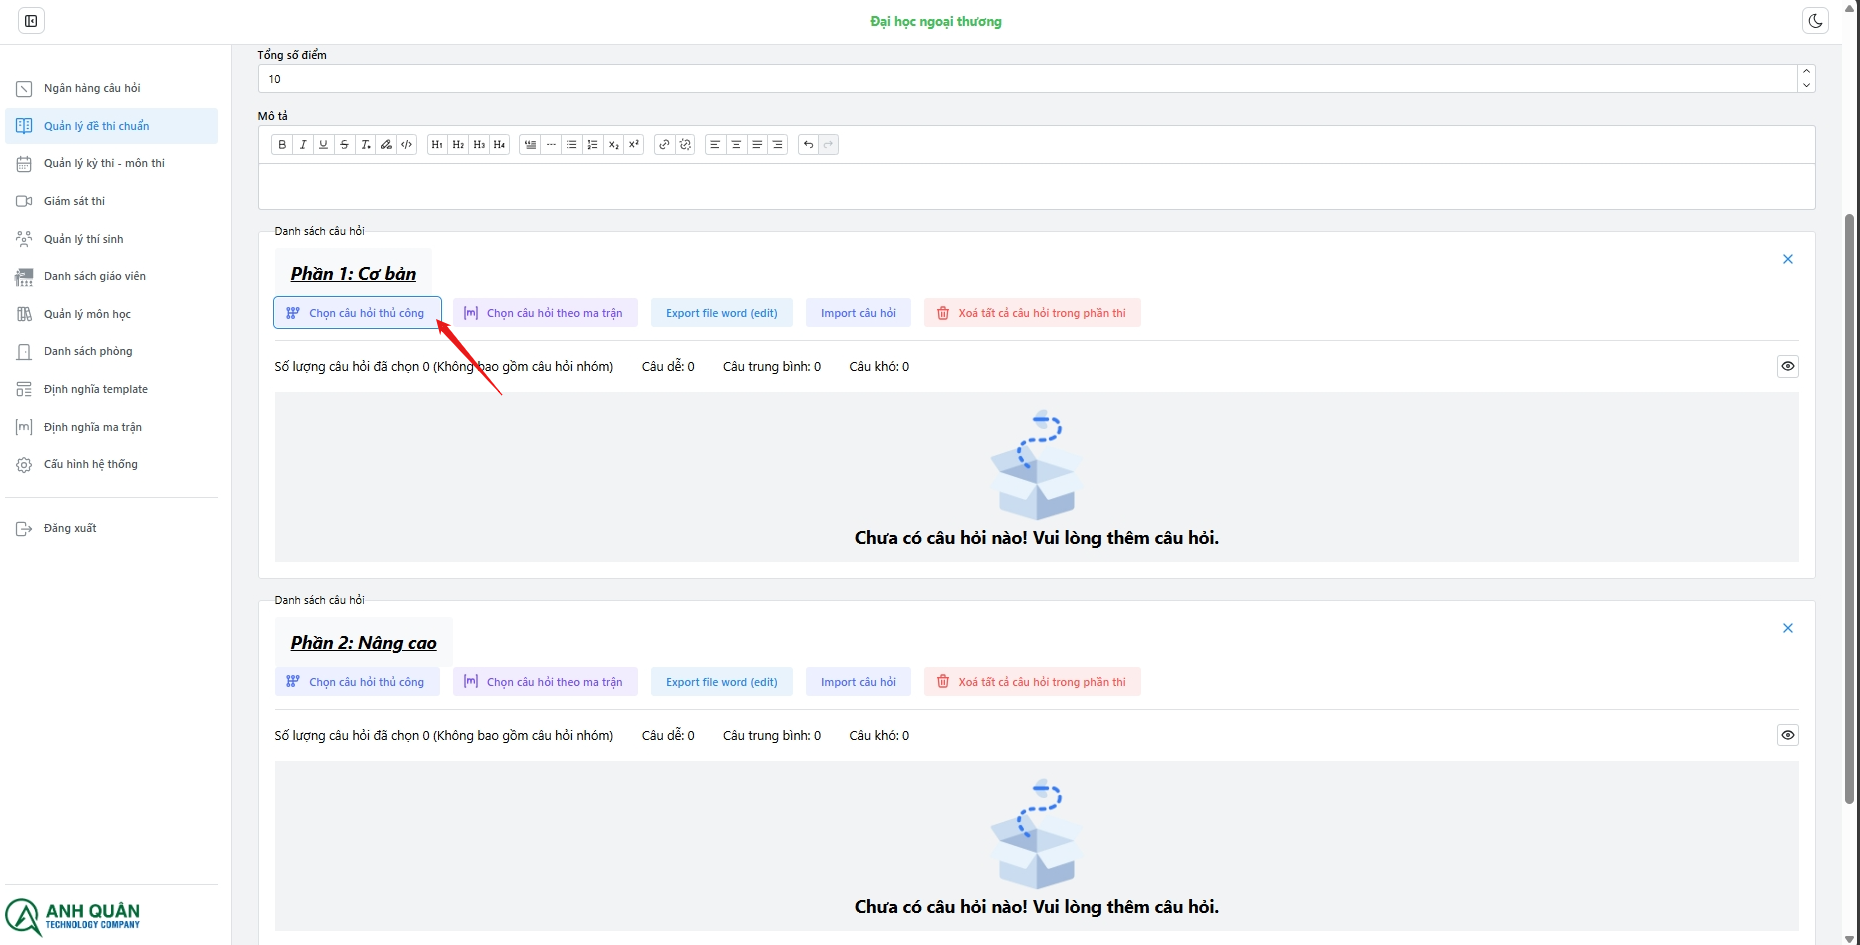 Đại học ngoại thương
Ngân hàng câu hỏi
Quản lý đề thi chuẩn
Quản lý kỳ thi - môn thi
Giám sát thi
Quản lý thí sinh
Danh sách giáo viên
Quản lý môn học
Danh sách phòng
Định nghĩa template
Định nghĩa ma trận
Cấu hình hệ thống
Đăng xuất
ANH QUÂN
TECHNOLOGY COMPANY
Tổng số điểm
10
Mô tả
B I U S H1 H2 H3 H4 x₂ x²
Danh sách câu hỏi
Phần 1: Cơ bản
Chọn câu hỏi thủ công Chọn câu hỏi theo ma trận Export file word (edit) Import câu hỏi Xoá tất cả câu hỏi trong phần thi
Số lượng câu hỏi đã chọn 0 (Không bao gồm câu hỏi nhóm) Câu dễ: 0 Câu trung bình: 0 Câu khó: 0
Chưa có câu hỏi nào! Vui lòng thêm câu hỏi.
Danh sách câu hỏi
Phần 2: Nâng cao
Chọn câu hỏi thủ công Chọn câu hỏi theo ma trận Export file word (edit) Import câu hỏi Xoá tất cả câu hỏi trong phần thi
Số lượng câu hỏi đã chọn 0 (Không bao gồm câu hỏi nhóm) Câu dễ: 0 Câu trung bình: 0 Câu khó: 0
Chưa có câu hỏi nào! Vui lòng thêm câu hỏi.